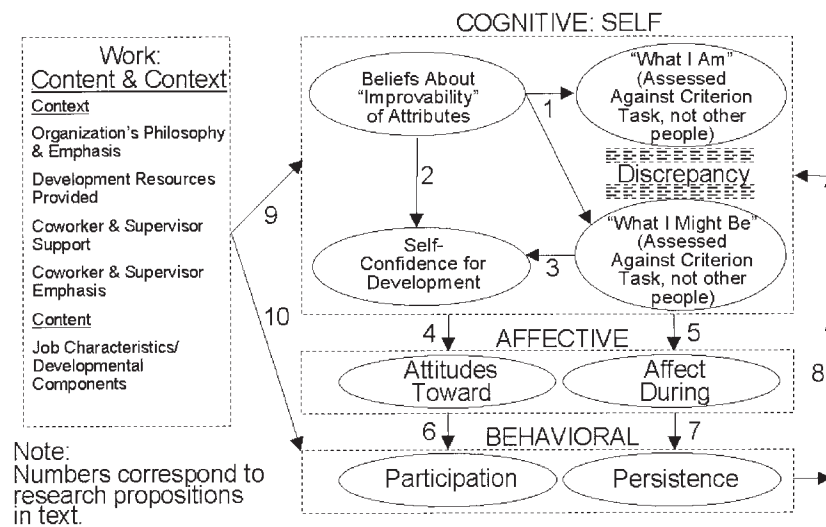 COGNITIVE: SELF
Work:
Content & Context
Context
Organization's Philosophy
& Emphasis
Development Resources
Provided
Coworker & Supervisor
Support
Coworker & Supervisor
Emphasis
Content
Job Characteristics/
Developmental
Components
Beliefs About
“Improvability”
of Attributes
1
“What I Am”
(Assessed
Against Criterion
Task, not other
people)
2
Discrepancy
9
Self-
Confidence for
Development
3
“What I Might Be”
(Assessed
Against Criterion
Task, not other
people)
10
4
AFFECTIVE
5
Attitudes
Toward
Affect
During
8
6
BEHAVIORAL
7
Participation
Persistence
Note:
Numbers correspond to
research propositions
in text.